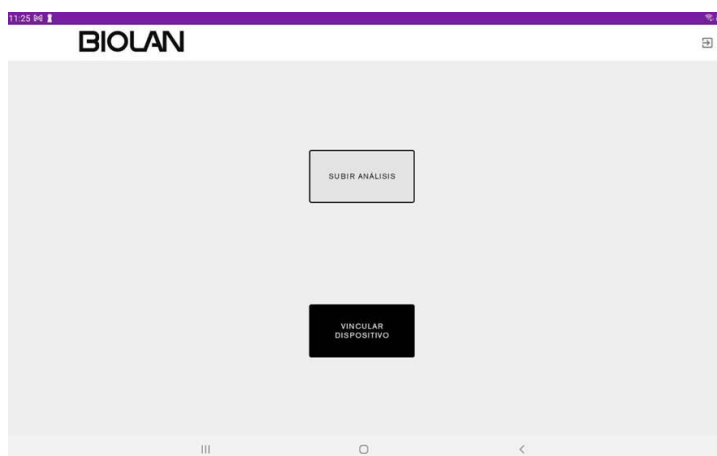 11:25
BIOLAN
SUBIR ANÁLISIS
VINCULAR
DISPOSITIVO